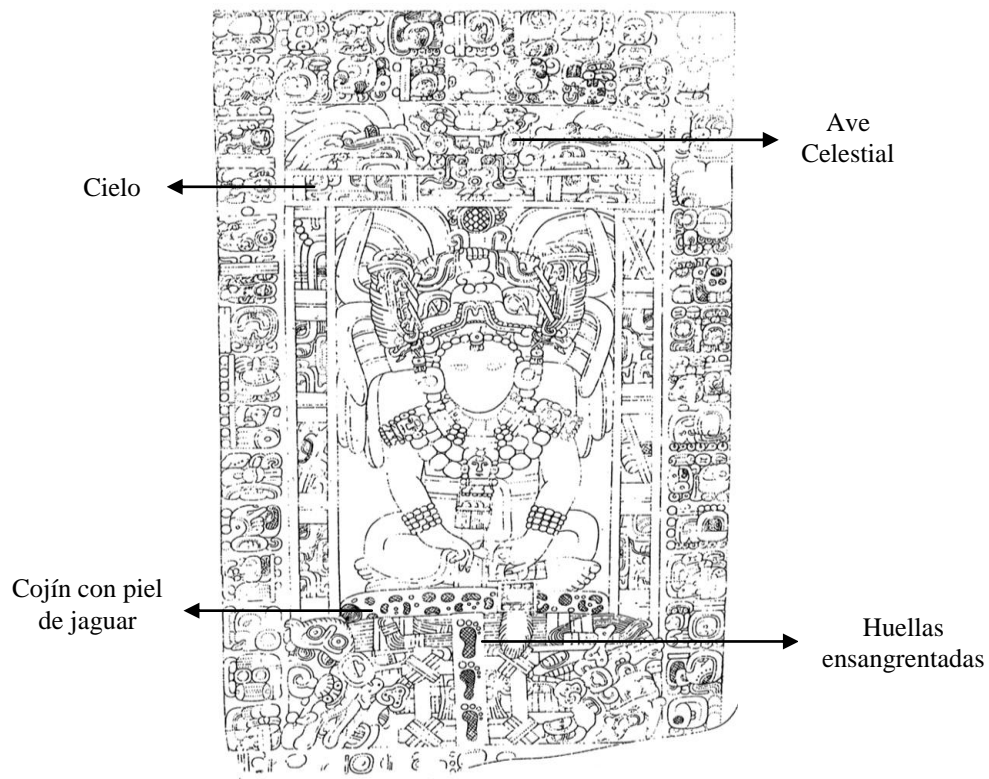 Ave
Celestial
Cielo
Cojín con piel
de jaguar
Huellas
ensangrentadas